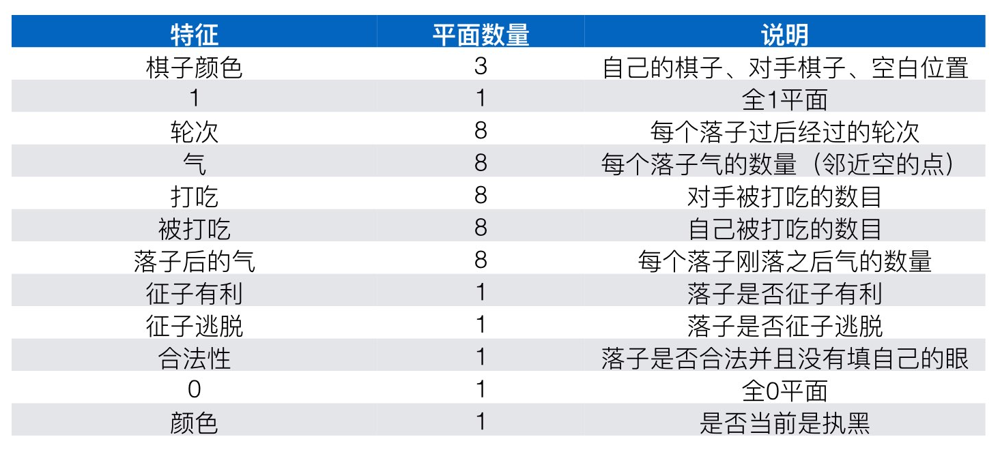 特征 平面数量 说明
棋子颜色 3 自己的棋子、对手棋子、空白位置
1 1 全1平面
轮次 8 每个落子过后经过的轮次
气 8 每个落子气的数量（邻近空的点）
打吃 8 对手被打吃的数目
被打吃 8 自己被打吃的数目
落子后的气 8 每个落子刚落之后气的数量
征子有利 1 落子是否征子有利
征子逃脱 1 落子是否征子逃脱
合法性 1 落子是否合法并且没有填自己的眼
0 1 全0平面
颜色 1 是否当前是执黑